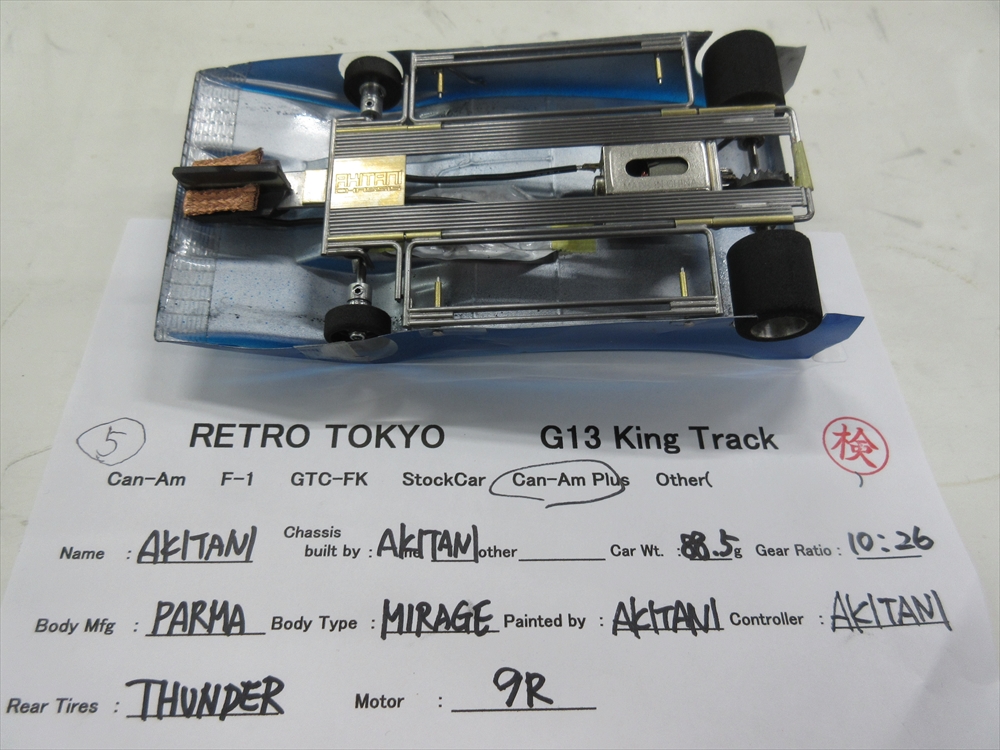 AKITANI
5 RETRO TOKYO G13 King Track 検
Can-Am F-1 GTC-FK StockCar Can-Am Plus Other(
Name : AKITANI Chassis built by : AKITANI other Car Wt. : 88.5g Gear Ratio : 10:26
Body Mfg : PARMA Body Type : MIRAGE Painted by : AKITANI Controller : AKITANI
Rear Tires : THUNDER Motor : 9R